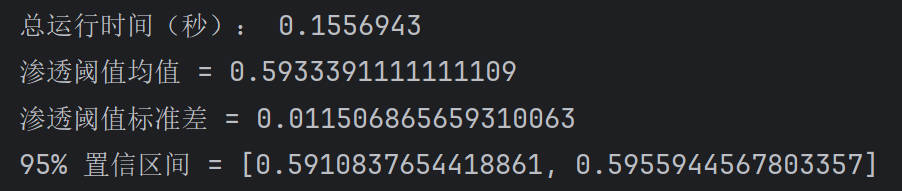 总运行时间（秒）： 0.1556943
渗透阈值均值 = 0.5933391111111109
渗透阈值标准差 = 0.011506865659310063
95% 置信区间 = [0.5910837654418861, 0.5955944567803357]